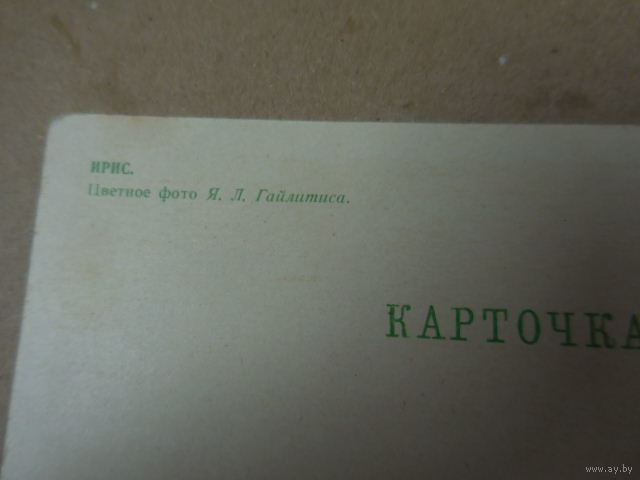 ИРИС.
Цветное фото Я. Л. Гайлитиса.
КАРТОЧКА
www.ay.by